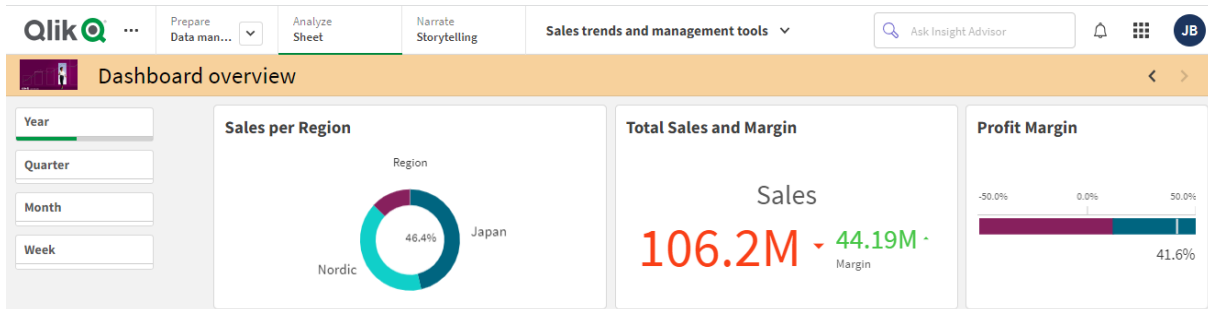 Qlik
Prepare
Data man...
Analyze
Sheet
Narrate
Storytelling
Sales trends and management tools
Ask Insight Advisor
JB
Dashboard overview
Year
Quarter
Month
Week
Sales per Region
Region
46.4%
Japan
Nordic
Total Sales and Margin
Sales
106.2M
44.19M
Margin
Profit Margin
-50.0% 0.0% 50.0%
41.6%